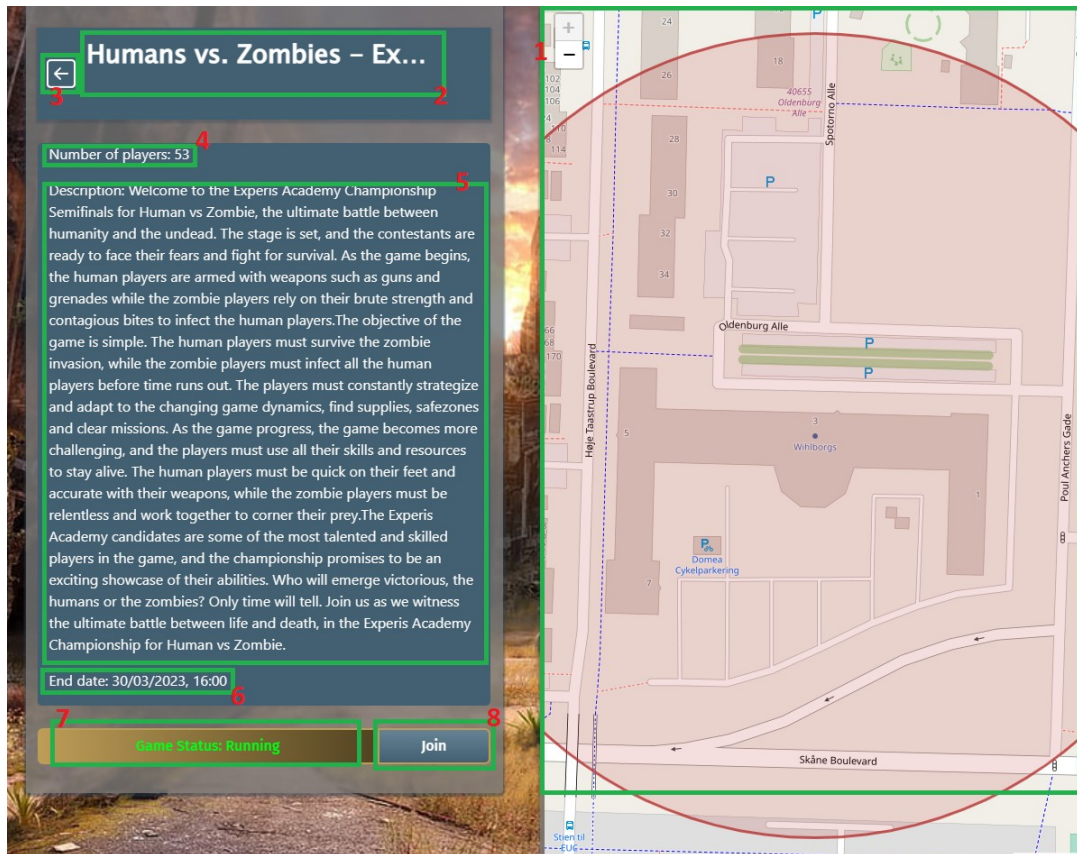 Humans vs. Zombies – Ex...
2
←
3
4
Number of players: 53
5
Description: Welcome to the Experis Academy Championship
Semifinals for Human vs Zombie, the ultimate battle between
humanity and the undead. The stage is set, and the contestants are
ready to face their fears and fight for survival. As the game begins,
the human players are armed with weapons such as guns and
grenades while the zombie players rely on their brute strength and
contagious bites to infect the human players.The objective of the
game is simple. The human players must survive the zombie
invasion, while the zombie players must infect all the human
players before time runs out. The players must constantly strategize
and adapt to the changing game dynamics, find supplies, safezones
and clear missions. As the game progress, the game becomes more
challenging, and the players must use all their skills and resources
to stay alive. The human players must be quick on their feet and
accurate with their weapons, while the zombie players must be
relentless and work together to corner their prey.The Experis
Academy candidates are some of the most talented and skilled
players in the game, and the championship promises to be an
exciting showcase of their abilities. Who will emerge victorious, the
humans or the zombies? Only time will tell. Join us as we witness
the ultimate battle between life and death, in the Experis Academy
Championship for Human vs Zombie.
End date: 30/03/2023, 16:00
6
7
Game Status: Running
8
Join
1
+
−
P
24
26
18
102
104
106
110
8
114
40655
Oldenburg
Alle
Spotorno Alle
28
P
30
32
34
Oldenburg Alle
66
68
170
P
P
Høje Taastrup Boulevard
5
3
Wihlborgs
1
Poul Anchers Gade
P
Domea
Cykelparkering
7
Skåne Boulevard
Stien til
EUC